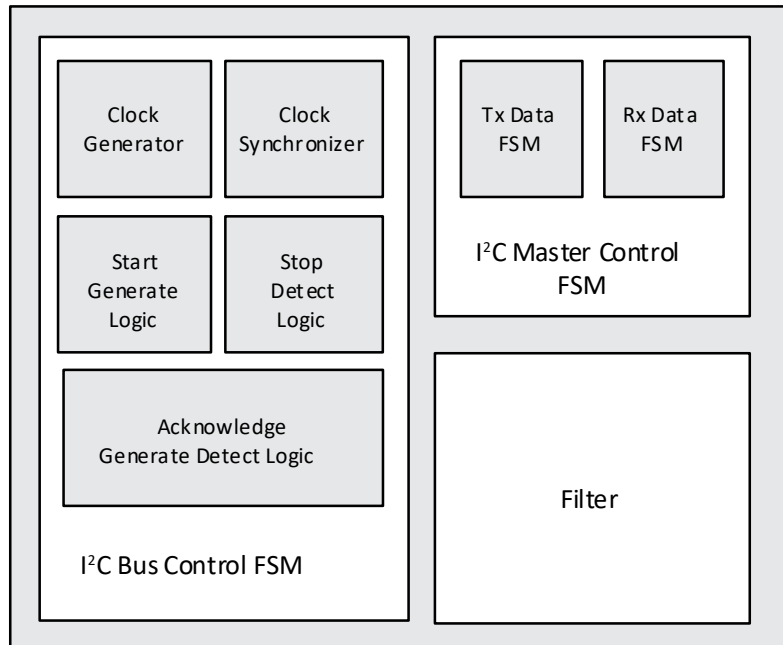 Clock
Generator
Clock
Synchronizer
Start
Generate
Logic
Stop
Detect
Logic
Acknowledge
Generate Detect Logic
I²C Bus Control FSM
Tx Data
FSM
Rx Data
FSM
I²C Master Control
FSM
Filter